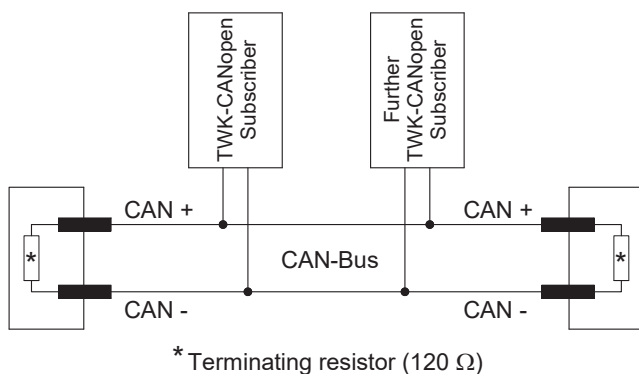 TWK-CANopen
Subscriber
Further
TWK-CANopen
Subscriber
CAN +
CAN +
*
CAN-Bus
*
CAN -
CAN -
* Terminating resistor (120 Ω)